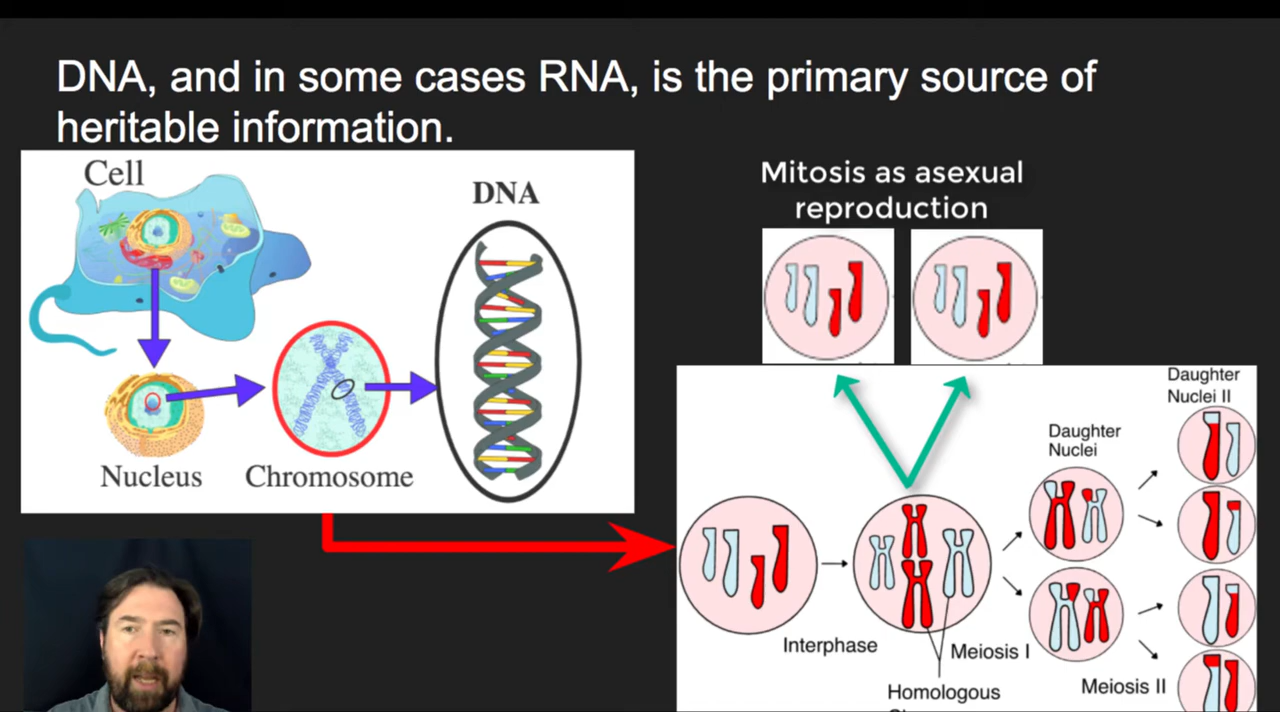 DNA, and in some cases RNA, is the primary source of
heritable information.
Cell
DNA
Nucleus
Chromosome
Mitosis as asexual
reproduction
Daughter
Nuclei II
Daughter
Nuclei
Interphase
Meiosis I
Meiosis II
Homologous